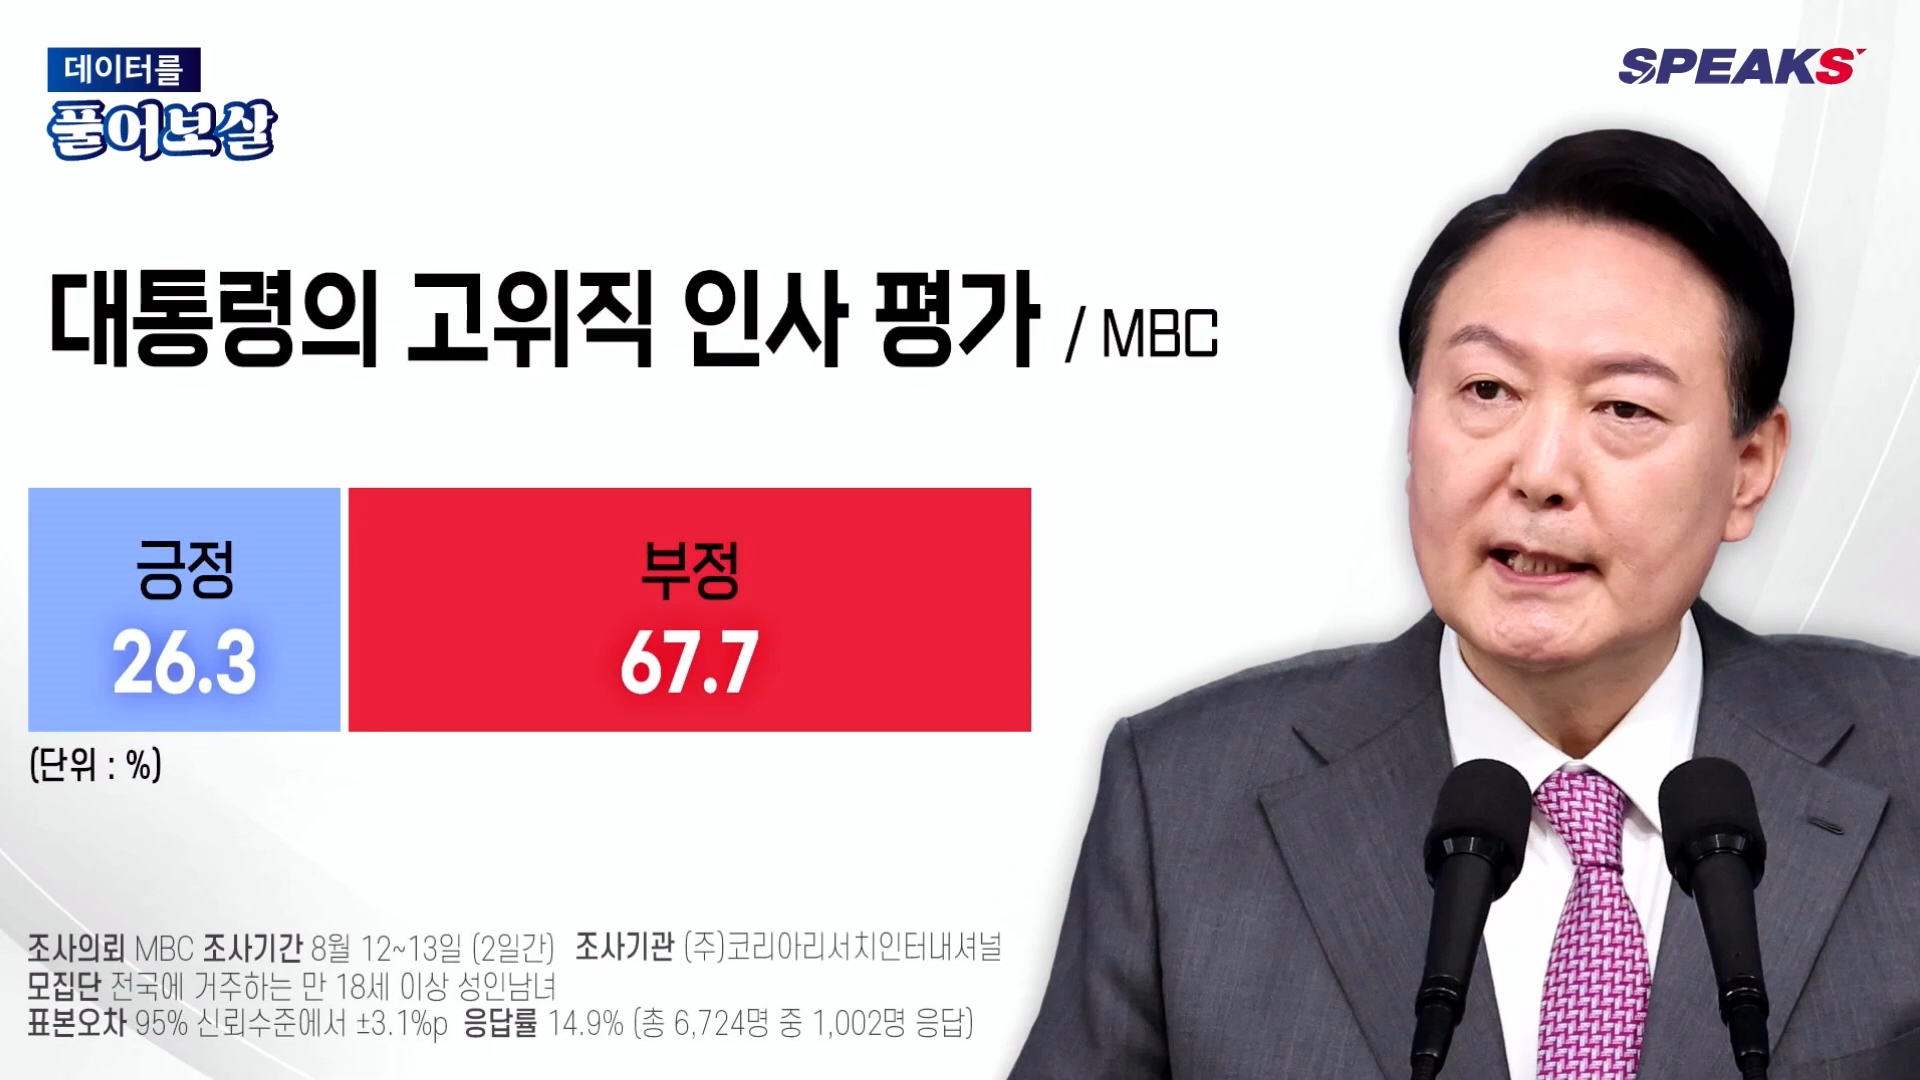 데이터를
풀어보살
SPEAKS
대통령의 고위직 인사 평가 / MBC
긍정
26.3
부정
67.7
(단위 : %)
조사의뢰 MBC 조사기간 8월 12~13일 (2일간) 조사기관 (주)코리아리서치인터내셔널
모집단 전국에 거주하는 만 18세 이상 성인남녀
표본오차 95% 신뢰수준에서 ±3.1%p 응답률 14.9% (총 6,724명 중 1,002명 응답)